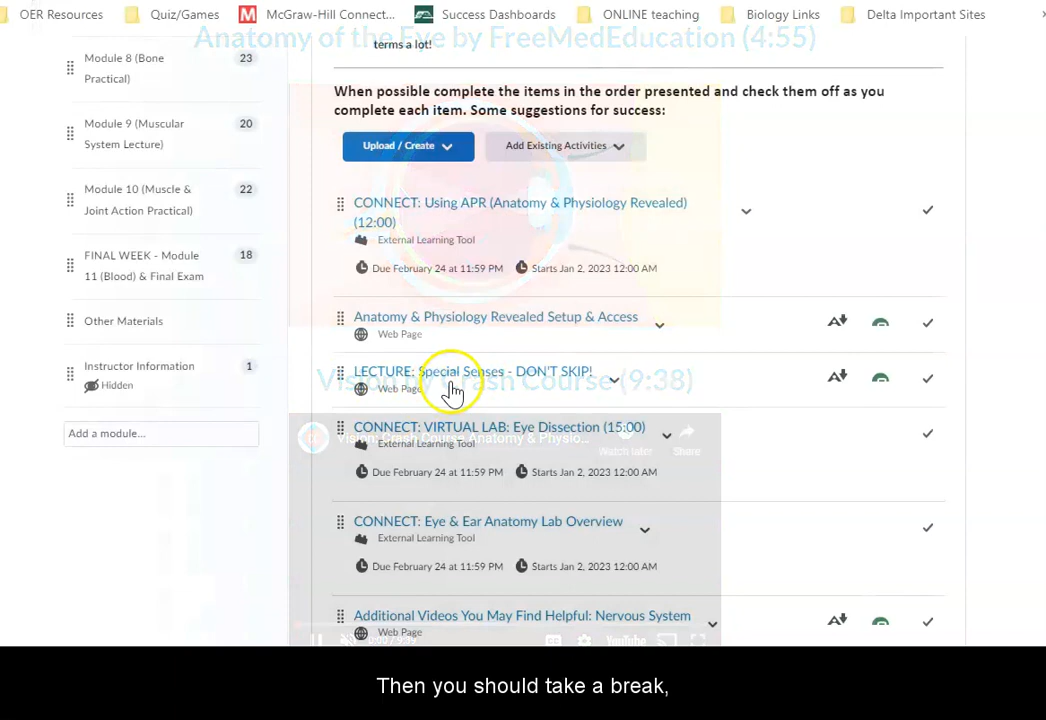 OER Resources Quiz/Games McGraw-Hill Connect... Success Dashboards ONLINE teaching Biology Links Delta Important Sites
Anatomy of the Eye by FreeMedEducation (4:55)
terms a lot!
Module 8 (Bone Practical) 23
Module 9 (Muscular System Lecture) 20
Module 10 (Muscle & Joint Action Practical) 22
FINAL WEEK - Module 11 (Blood) & Final Exam 18
Other Materials
Instructor Information 1
Hidden
Add a module...
When possible complete the items in the order presented and check them off as you
complete each item. Some suggestions for success:
Upload / Create Add Existing Activities
CONNECT: Using APR (Anatomy & Physiology Revealed)
(12:00)
External Learning Tool
Due February 24 at 11:59 PM Starts Jan 2, 2023 12:00 AM
Anatomy & Physiology Revealed Setup & Access
Web Page
LECTURE: Special Senses - DON'T SKIP!
Web Page
Vision by Crash Course (9:38)
CONNECT: VIRTUAL LAB: Eye Dissection (15:00)
Vision: Crash Course Anatomy & Physio...
Watch later Share
External Learning Tool
Due February 24 at 11:59 PM Starts Jan 2, 2023 12:00 AM
CONNECT: Eye & Ear Anatomy Lab Overview
External Learning Tool
Due February 24 at 11:59 PM Starts Jan 2, 2023 12:00 AM
Additional Videos You May Find Helpful: Nervous System
Web Page
YouTube
Then you should take a break,